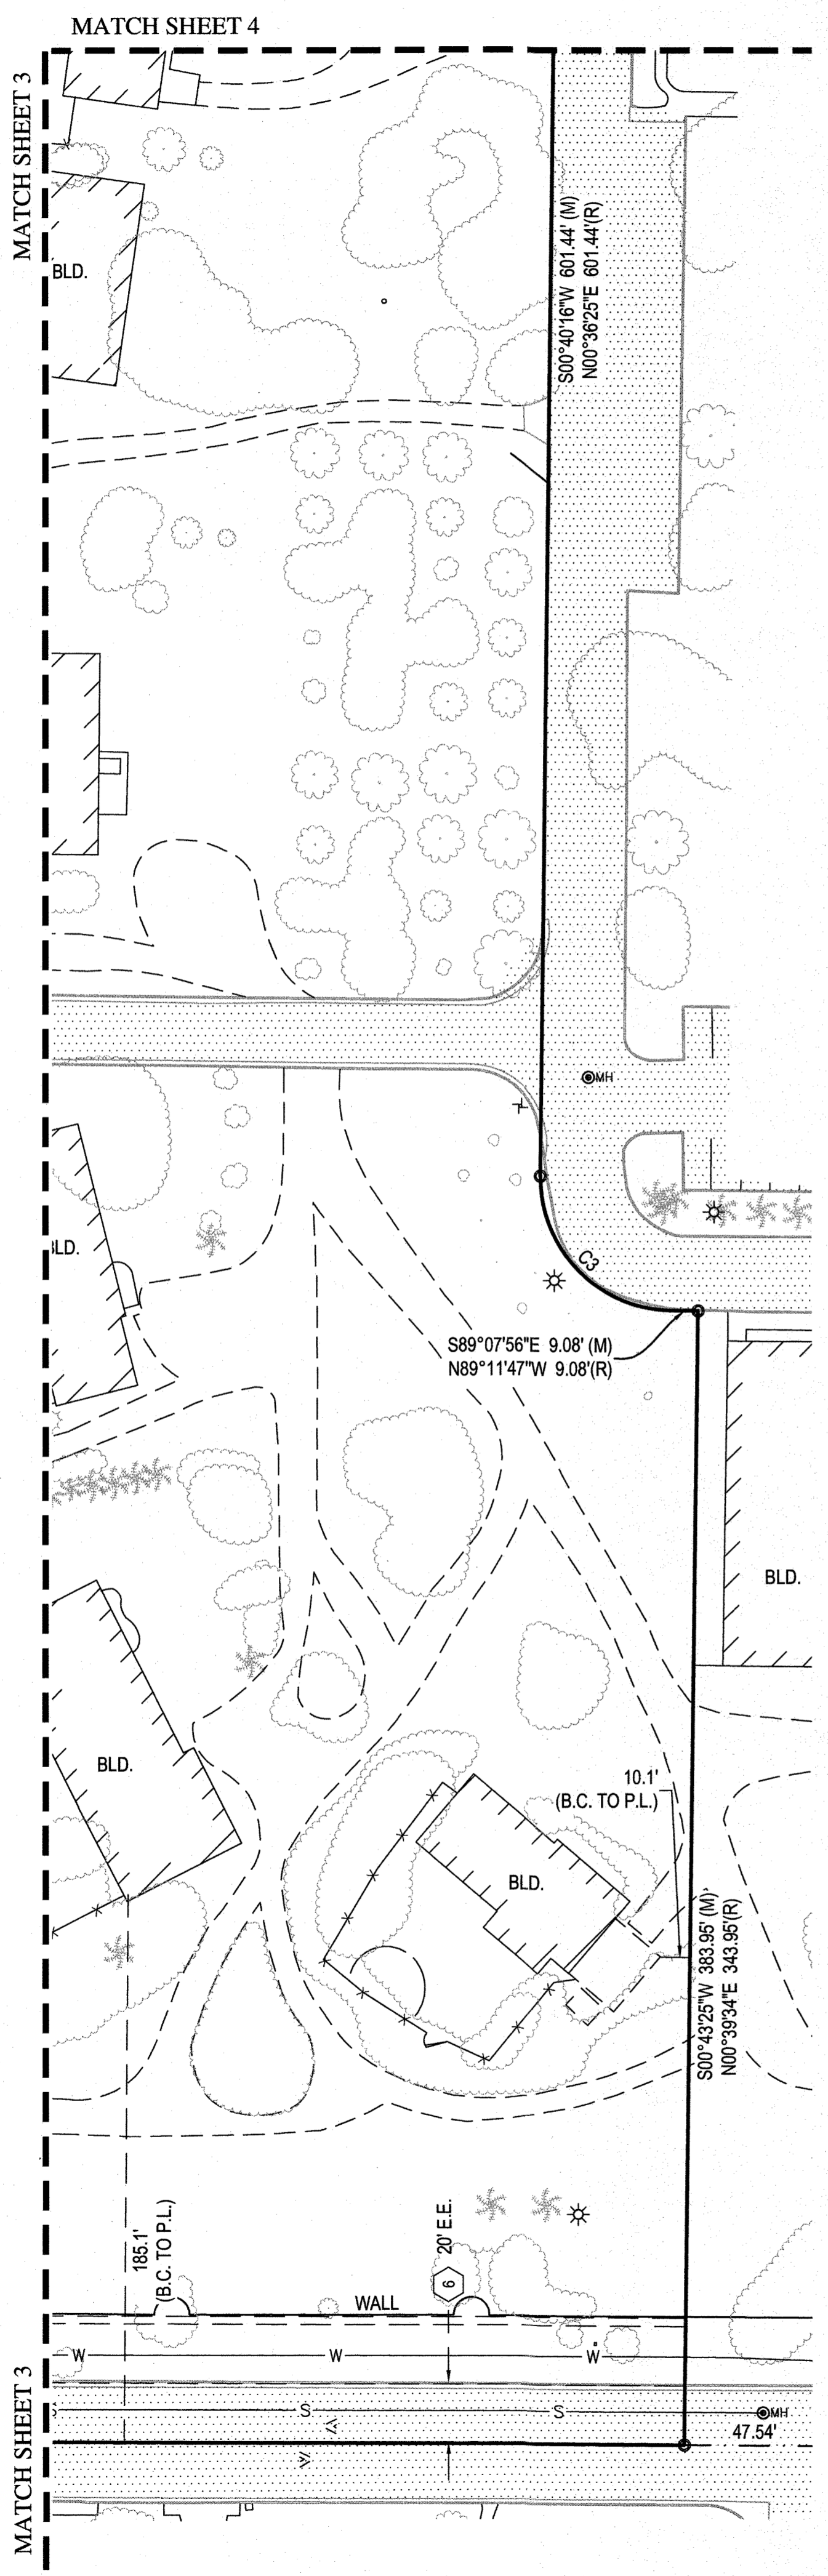 MATCH SHEET 4
MATCH SHEET 3
BLD.
S00°40'16"W 601.44' (M)
N00°36'25"E 601.44'(R)
MH
C3
BLD.
S89°07'56"E 9.08' (M)
N89°11'47"W 9.08'(R)
BLD.
BLD.
10.1'
(B.C. TO P.L.)
BLD.
S00°43'25"W 383.95' (M)
N00°39'34"E 343.95'(R)
185.1'
(B.C. TO P.L.)
20' E.E.
6
WALL
W W W
S S S
MH
47.54'
MATCH SHEET 3